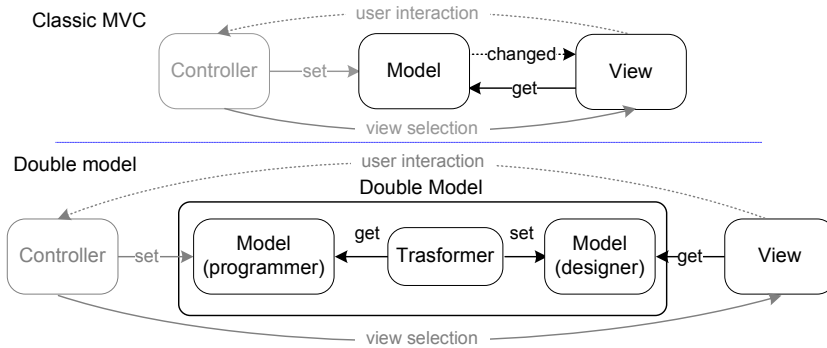 Classic MVC
user interaction
Controller
set
Model
changed
get
View
view selection
Double model
user interaction
Double Model
Controller
set
Model
(programmer)
get
Trasformer
set
Model
(designer)
get
View
view selection